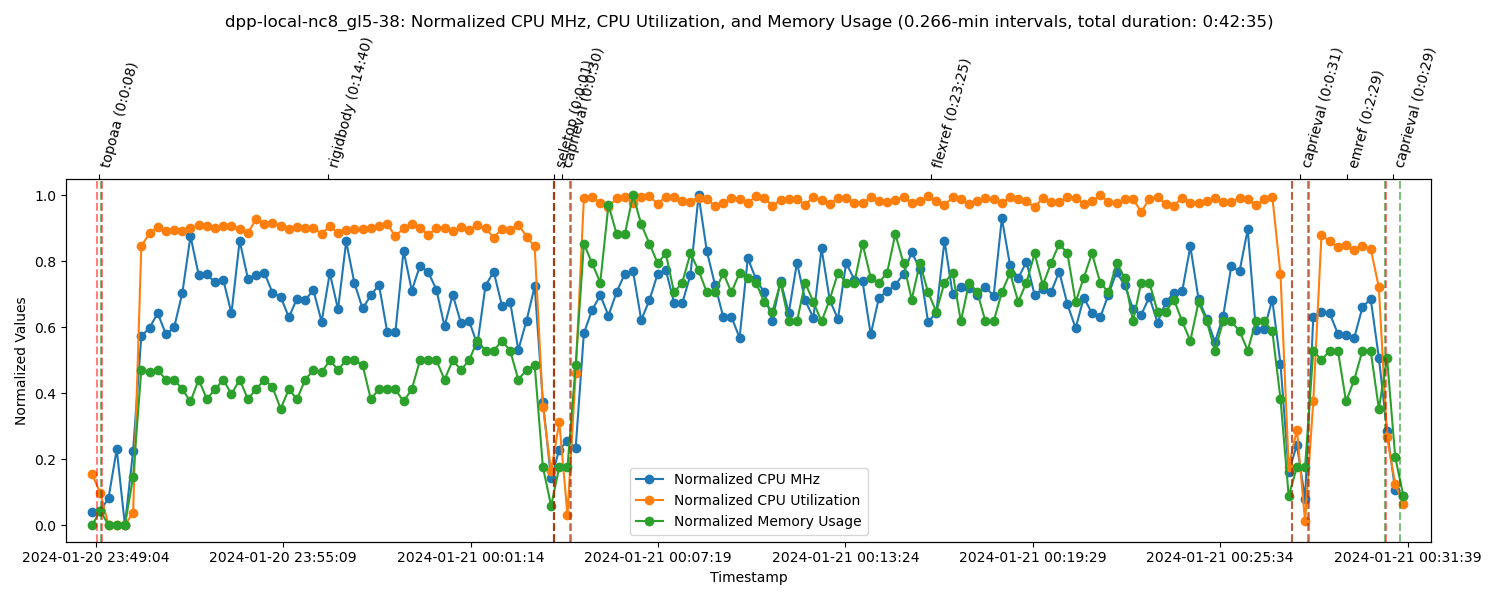 dpp-local-nc8_gl5-38: Normalized CPU MHz, CPU Utilization, and Memory Usage (0.266-min intervals, total duration: 0:42:35)
topoaa (0:0:08)
rigidbody (0:14:40)
seletop (0:0:01)
caprieval (0:0:30)
flexref (0:23:25)
caprieval (0:0:31)
emref (0:2:29)
caprieval (0:0:29)
Normalized Values
1.0
0.8
0.6
0.4
0.2
0.0
Normalized CPU MHz
Normalized CPU Utilization
Normalized Memory Usage
2024-01-20 23:49:04
2024-01-20 23:55:09
2024-01-21 00:01:14
2024-01-21 00:07:19
2024-01-21 00:13:24
2024-01-21 00:19:29
2024-01-21 00:25:34
2024-01-21 00:31:39
Timestamp